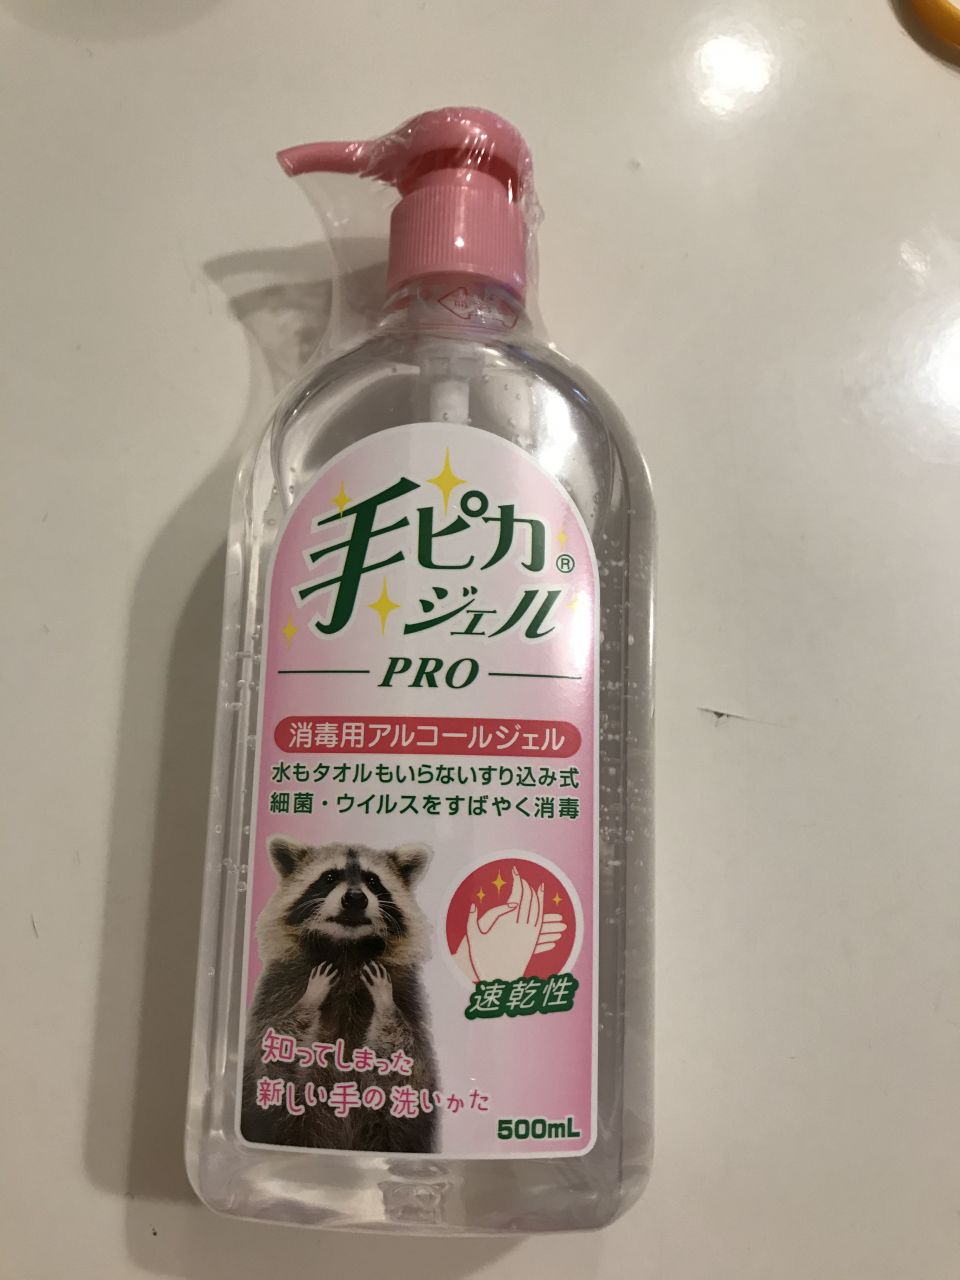 手ピカ®
ジェル
PRO
消毒用アルコールジェル
水もタオルもいらないすり込み式
細菌・ウイルスをすばやく消毒
速乾性
知ってしまった
新しい手の洗いかた
500mL